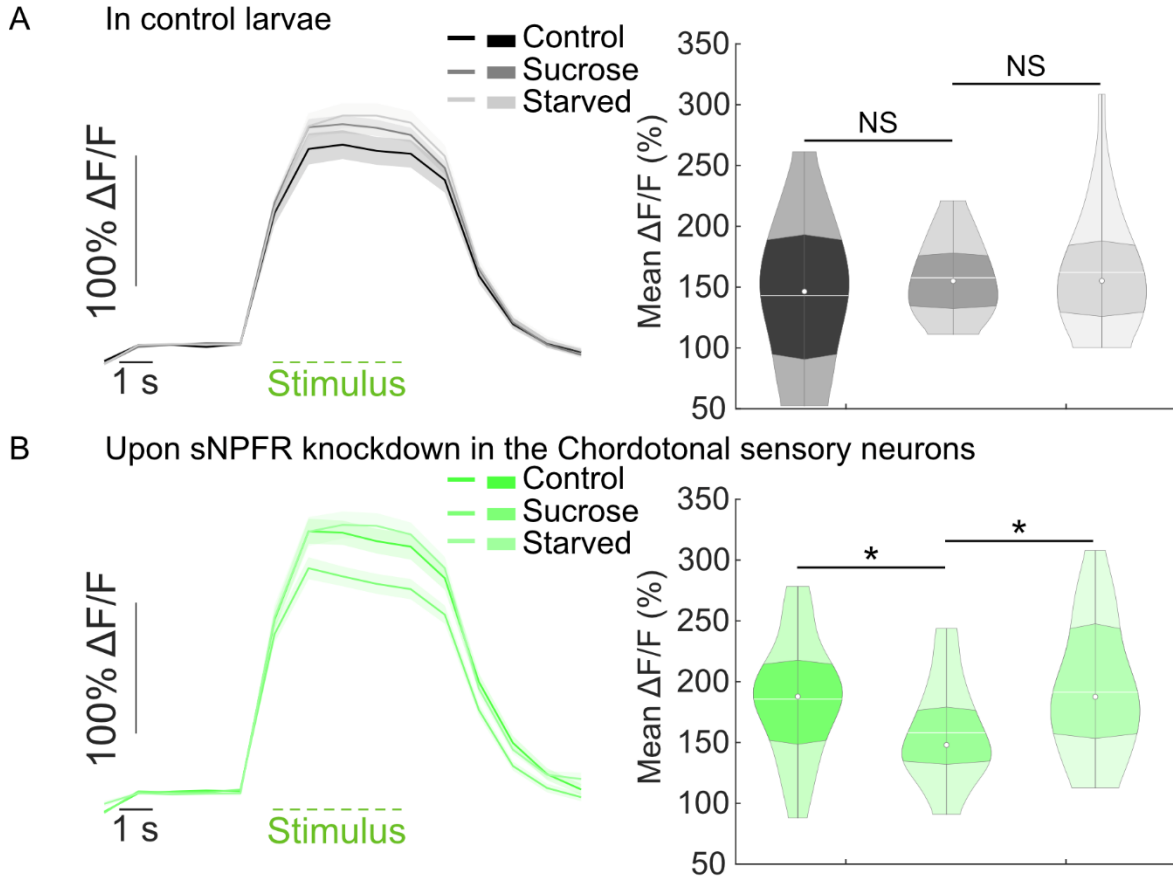 A In control larvae
Control
Sucrose
Starved
100% ΔF/F
1 s
Stimulus
Mean ΔF/F (%)
350
300
250
200
150
100
50
NS
NS
B Upon sNPFR knockdown in the Chordotonal sensory neurons
Control
Sucrose
Starved
100% ΔF/F
1 s
Stimulus
Mean ΔF/F (%)
350
300
250
200
150
100
50
*
*